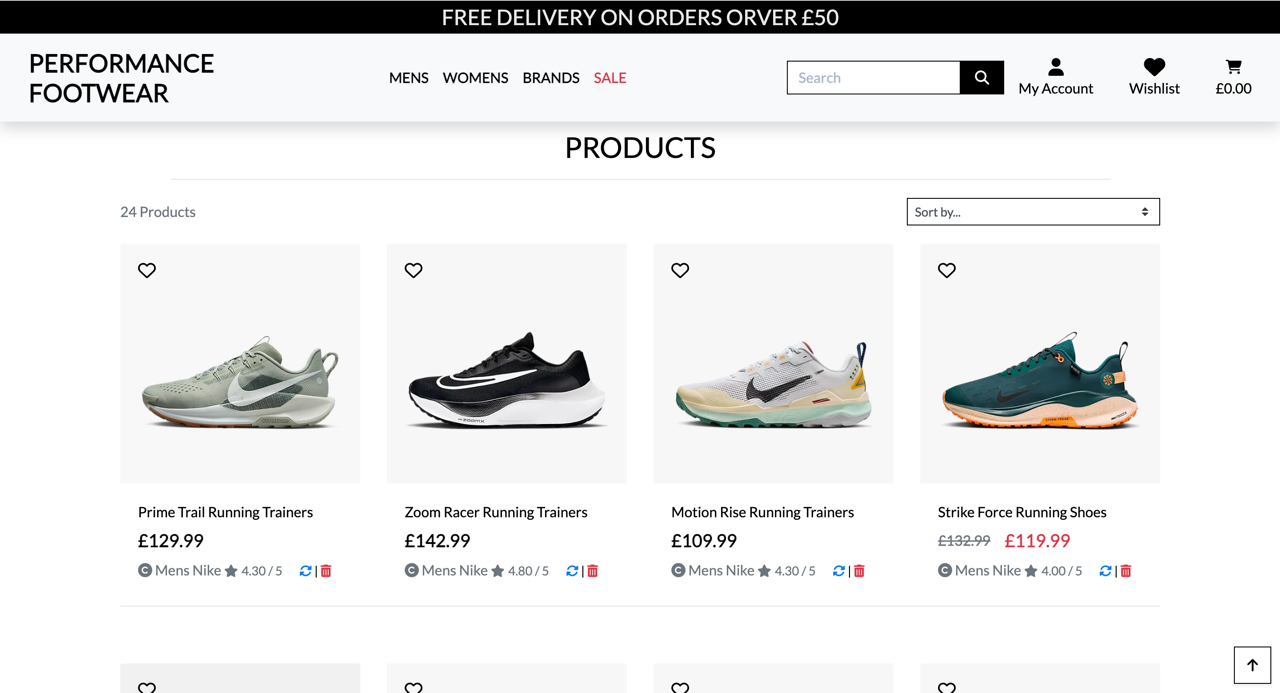 FREE DELIVERY ON ORDERS ORVER £50
PERFORMANCE
FOOTWEAR
MENS WOMENS BRANDS SALE
Search
My Account
Wishlist
£0.00
PRODUCTS
24 Products
Sort by...
Prime Trail Running Trainers
£129.99
C Mens Nike 4.30 / 5 |
Zoom Racer Running Trainers
£142.99
C Mens Nike 4.80 / 5 |
Motion Rise Running Trainers
£109.99
C Mens Nike 4.30 / 5 |
Strike Force Running Shoes
£132.99 £119.99
C Mens Nike 4.00 / 5 |